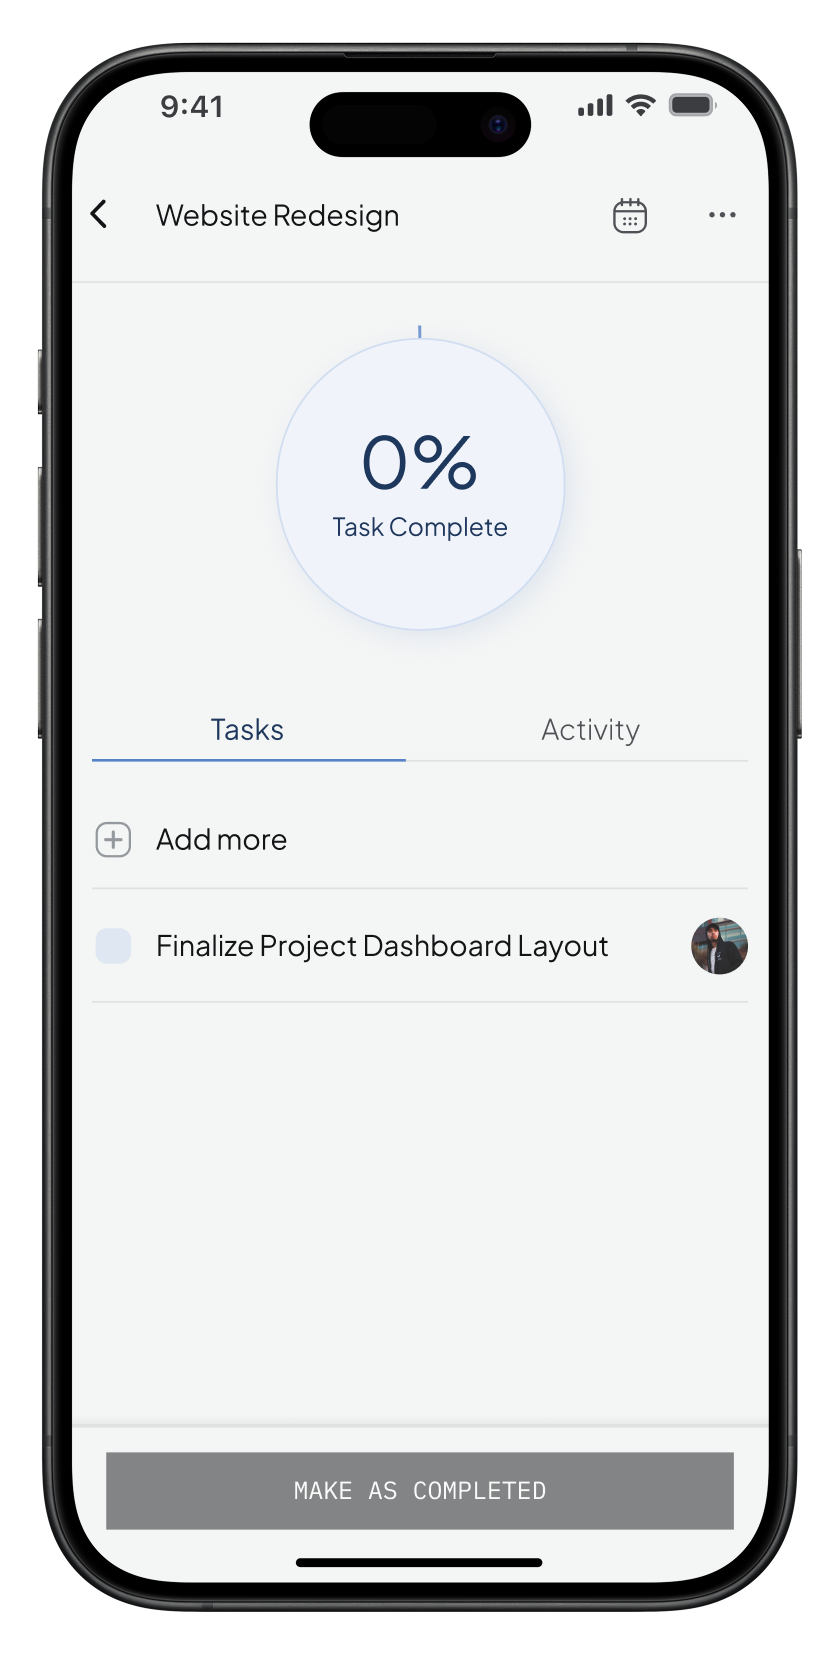 9:41
Website Redesign
0%
Task Complete
Tasks Activity
Add more
Finalize Project Dashboard Layout
MAKE AS COMPLETED